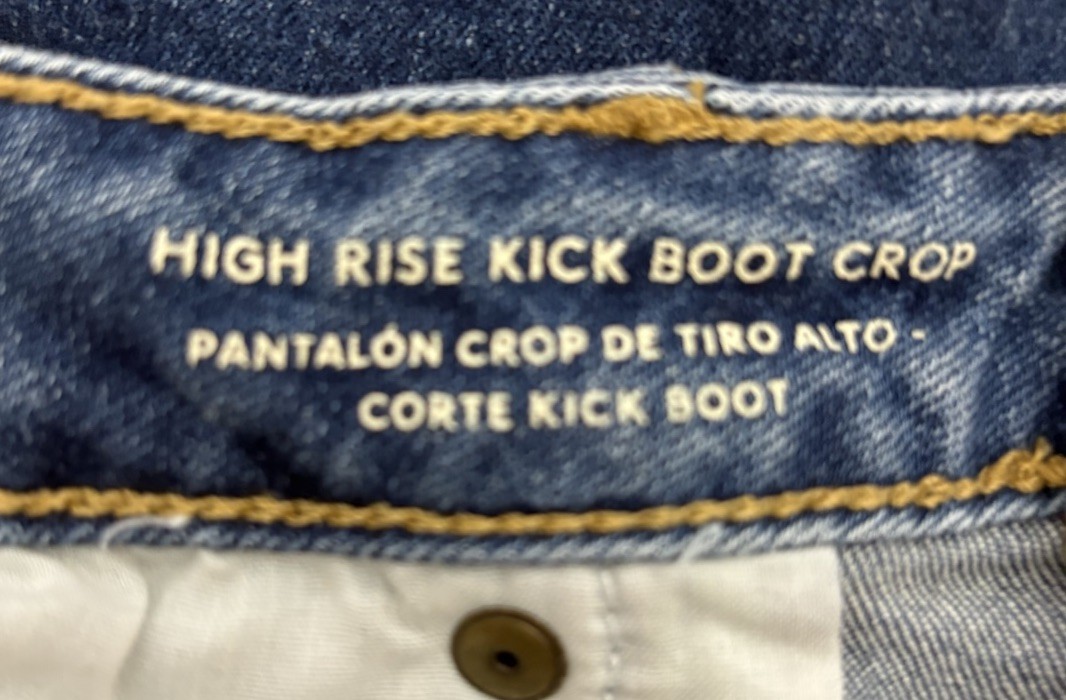 HIGH RISE KICK BOOT CROP
PANTALÓN CROP DE TIRO ALTO -
CORTE KICK BOOT